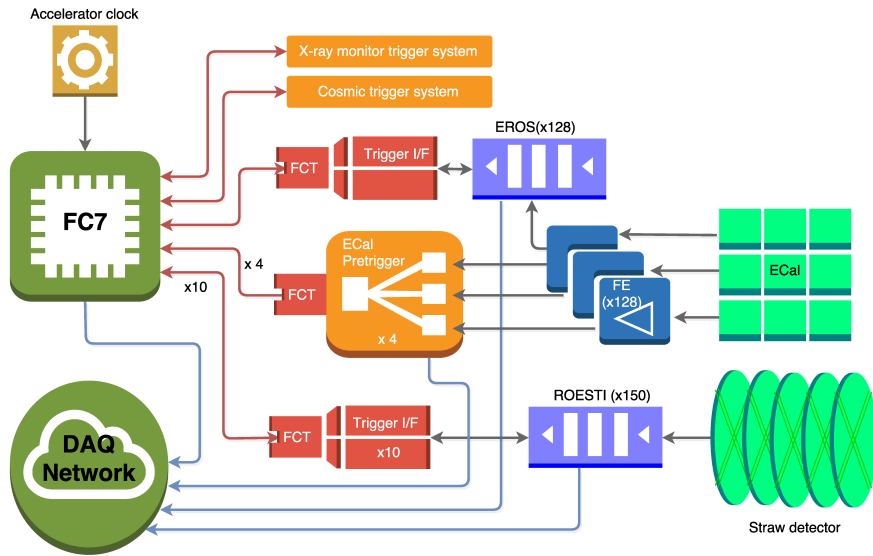 Accelerator clock
X-ray monitor trigger system
Cosmic trigger system
EROS(x128)
FCT
Trigger I/F
FC7
ECal
Pretrigger
x 4
x10
FCT
x 4
FE
(x128)
ECal
ROESTI (x150)
FCT
Trigger I/F
x10
DAQ
Network
Straw detector